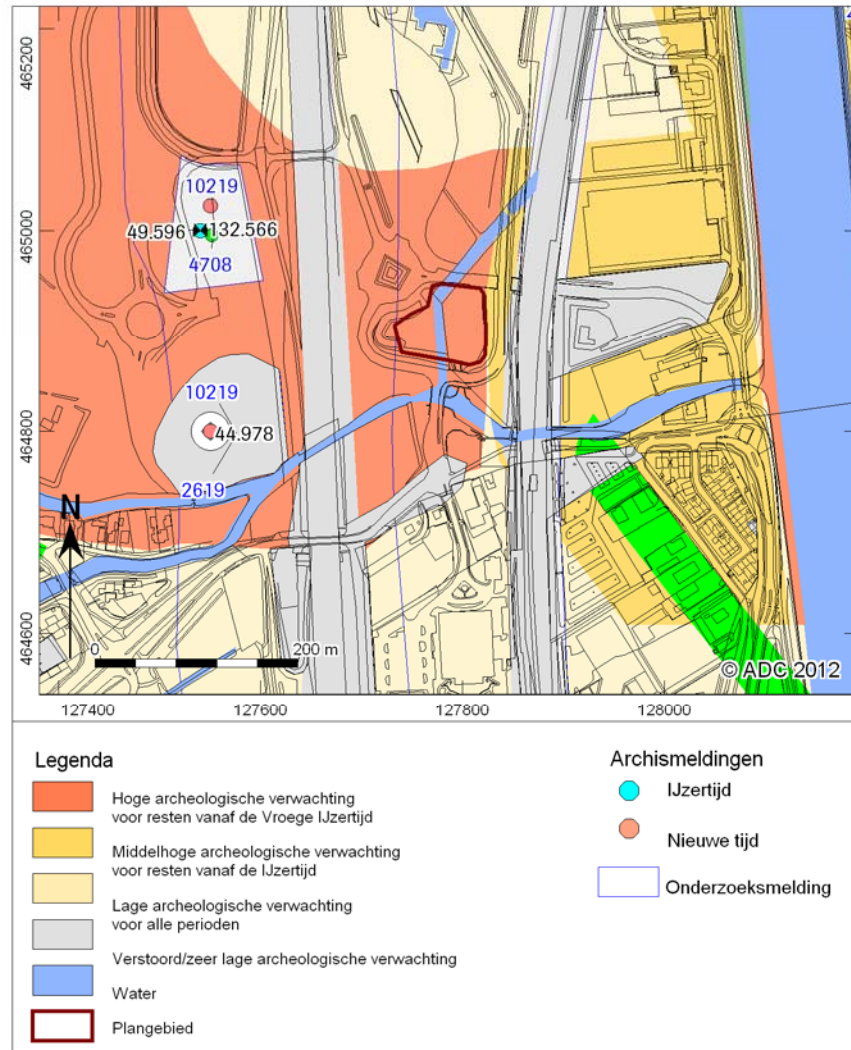 465200
10219
465000
49.596
132.566
4708
464800
10219
44.978
2619
N
464600
0
200 m
© ADC 2012
127400
127600
127800
128000
Legenda
Hoge archeologische verwachting
voor resten vanaf de Vroege IJzertijd
Middelhoge archeologische verwachting
voor resten vanaf de IJzertijd
Lage archeologische verwachting
voor alle perioden
Verstoord/zeer lage archeologische verwachting
Water
Plangebied
Archismeldingen
IJzertijd
Nieuwe tijd
Onderzoeksmelding